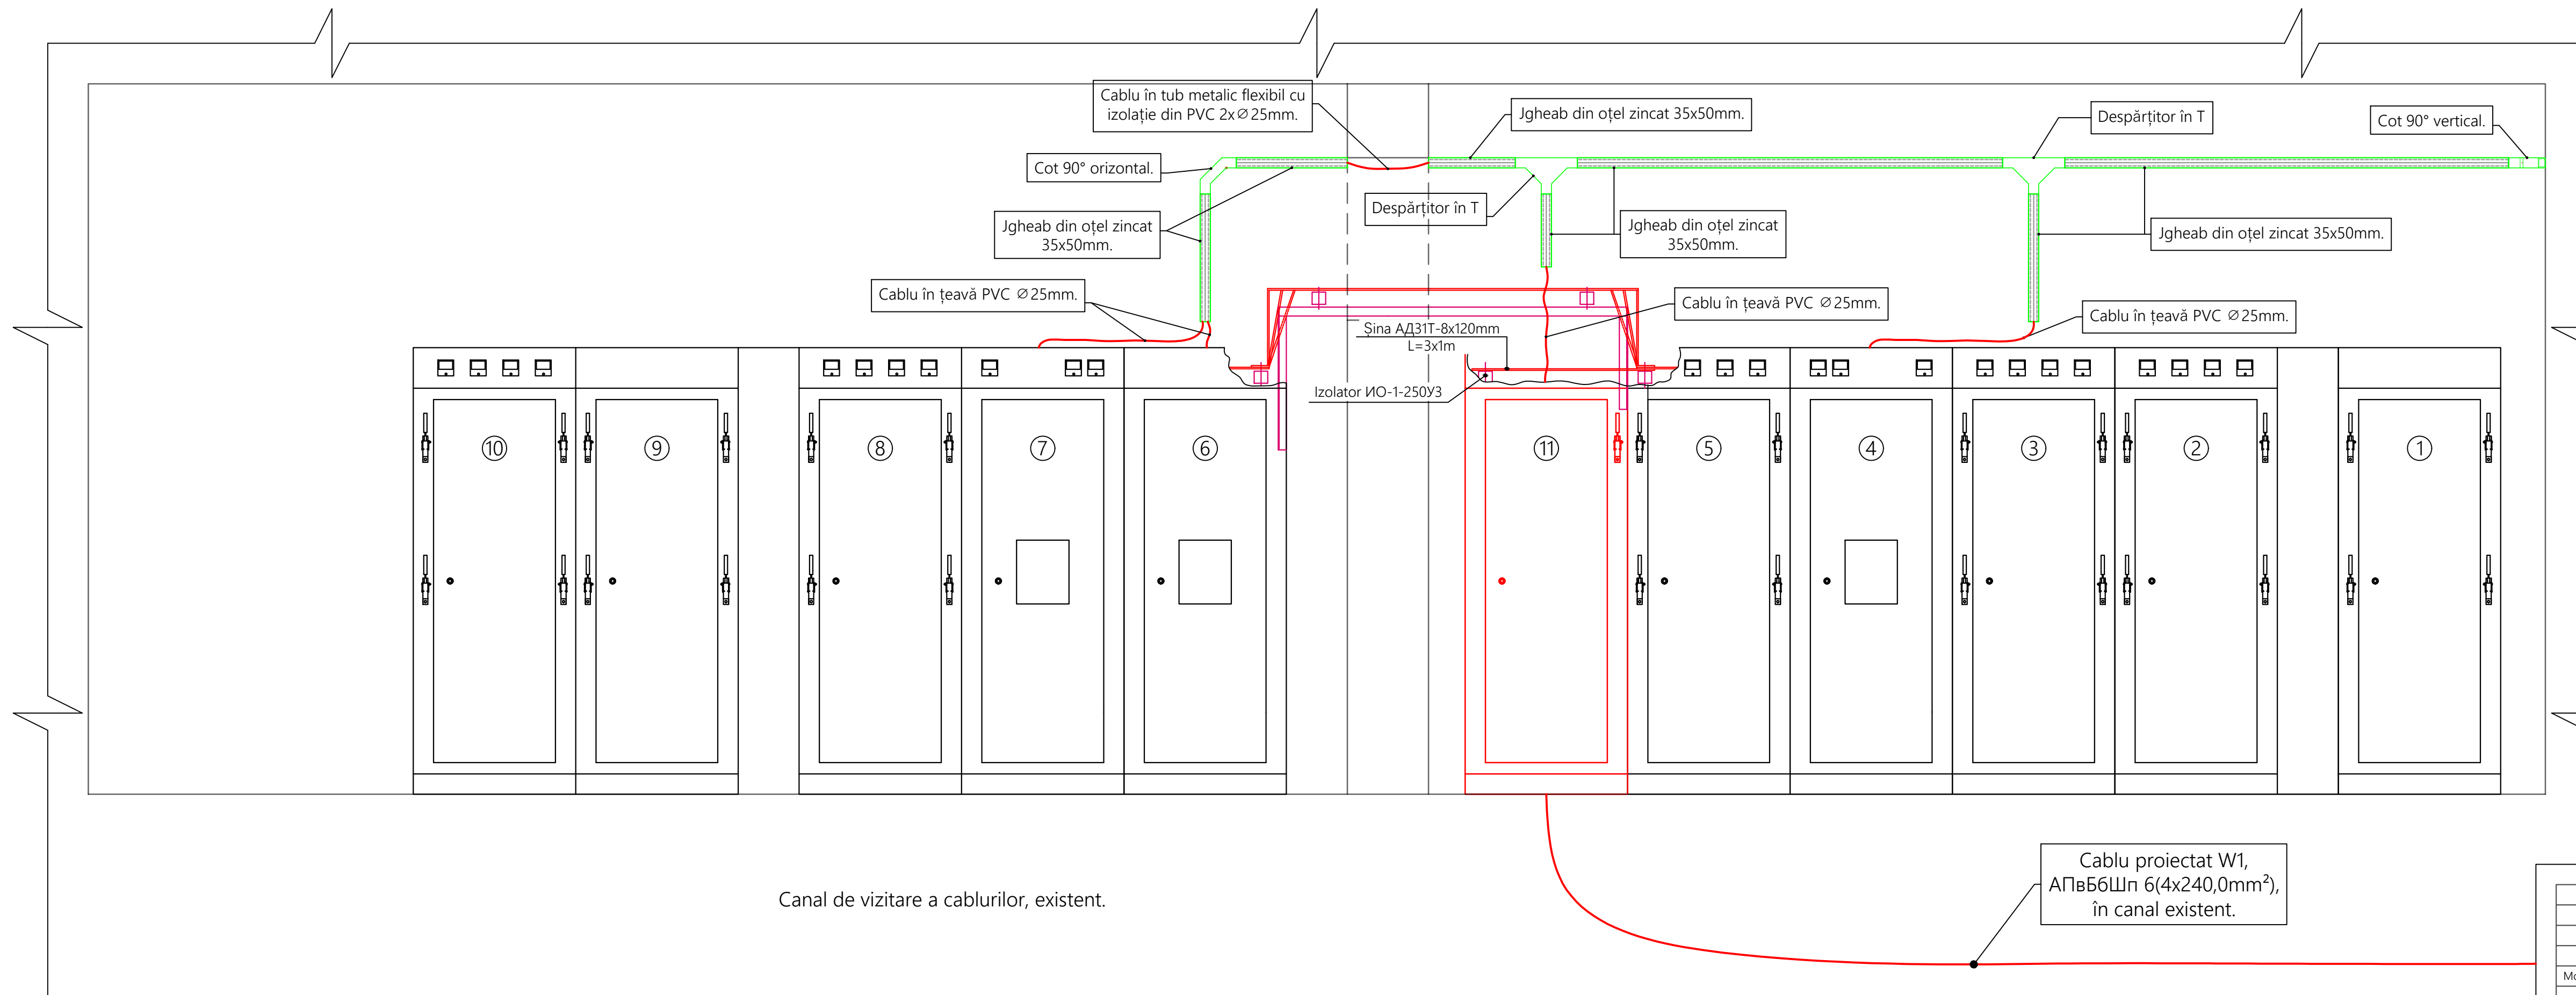 Cablu în tub metalic flexibil cu
izolație din PVC 2x∅25mm.
Jgheab din oțel zincat 35x50mm.
Despărțitor în T
Cot 90° vertical.
Cot 90° orizontal.
Despărțitor în T
Jgheab din oțel zincat
35x50mm.
Jgheab din oțel zincat
35x50mm.
Jgheab din oțel zincat 35x50mm.
Cablu în țeavă PVC ∅25mm.
Cablu în țeavă PVC ∅25mm.
Cablu în țeavă PVC ∅25mm.
Șina АД31Т-8x120mm
L=3x1m
Izolator ИО-1-250У3
10
9
8
7
6
11
5
4
3
2
1
Cablu proiectat W1,
АПвБбШп 6(4x240,0mm²),
în canal existent.
Canal de vizitare a cablurilor, existent.